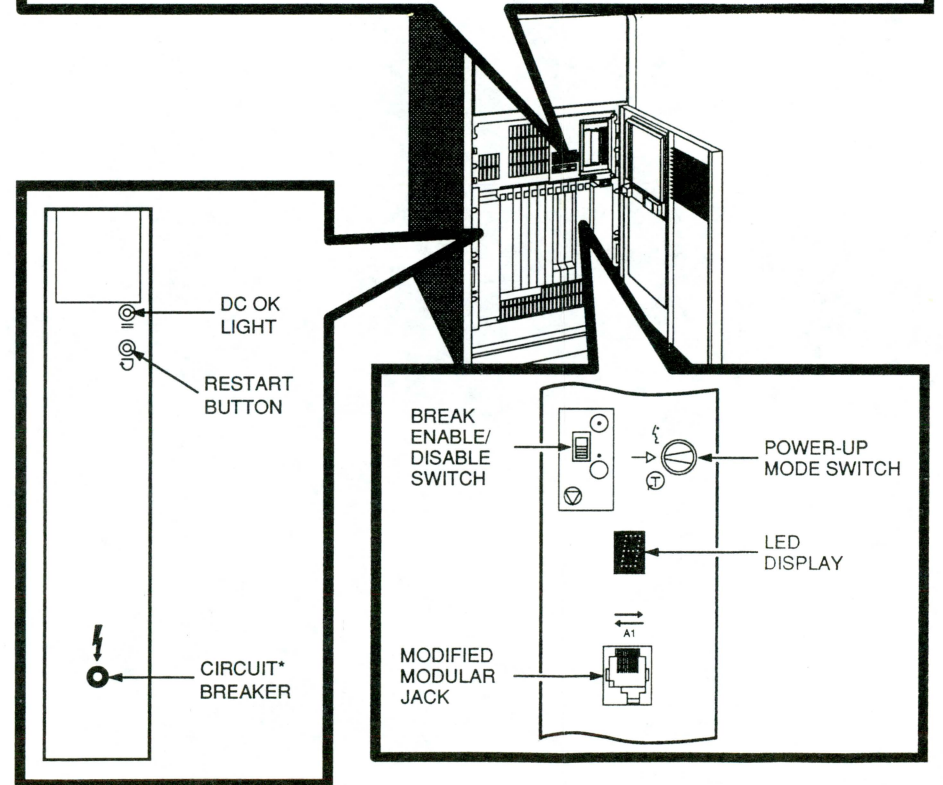 DC OK
LIGHT
RESTART
BUTTON
CIRCUIT*
BREAKER
BREAK
ENABLE/
DISABLE
SWITCH
POWER-UP
MODE SWITCH
LED
DISPLAY
A1
MODIFIED
MODULAR
JACK